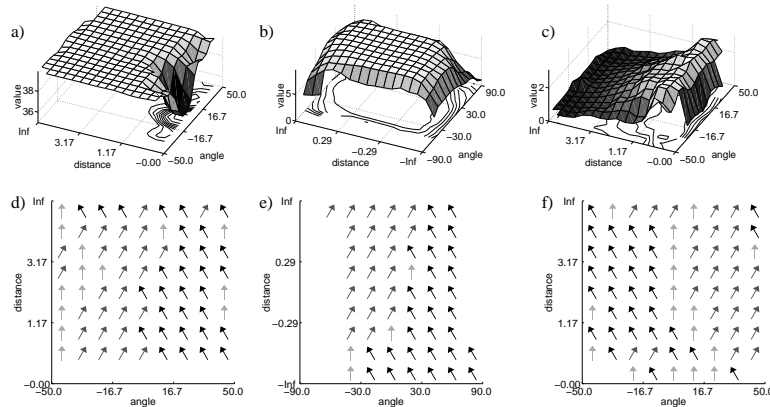 a)
value
38
36
Inf
3.17
1.17
−0.00
distance
50.0
16.7
−16.7
−50.0
angle
b)
value
5
0
Inf
0.29
−0.29
−Inf
distance
90.0
30.0
−30.0
−90.0
angle
c)
value
2
0
Inf
3.17
1.17
−0.00
distance
50.0
16.7
−16.7
−50.0
angle
d)
Inf
3.17
1.17
−0.00
distance
−50.0
−16.7
16.7
50.0
angle
e)
Inf
0.29
−0.29
−Inf
distance
−90.0
−30.0
30.0
90.0
angle
f)
Inf
3.17
1.17
−0.00
distance
−50.0
−16.7
16.7
50.0
angle